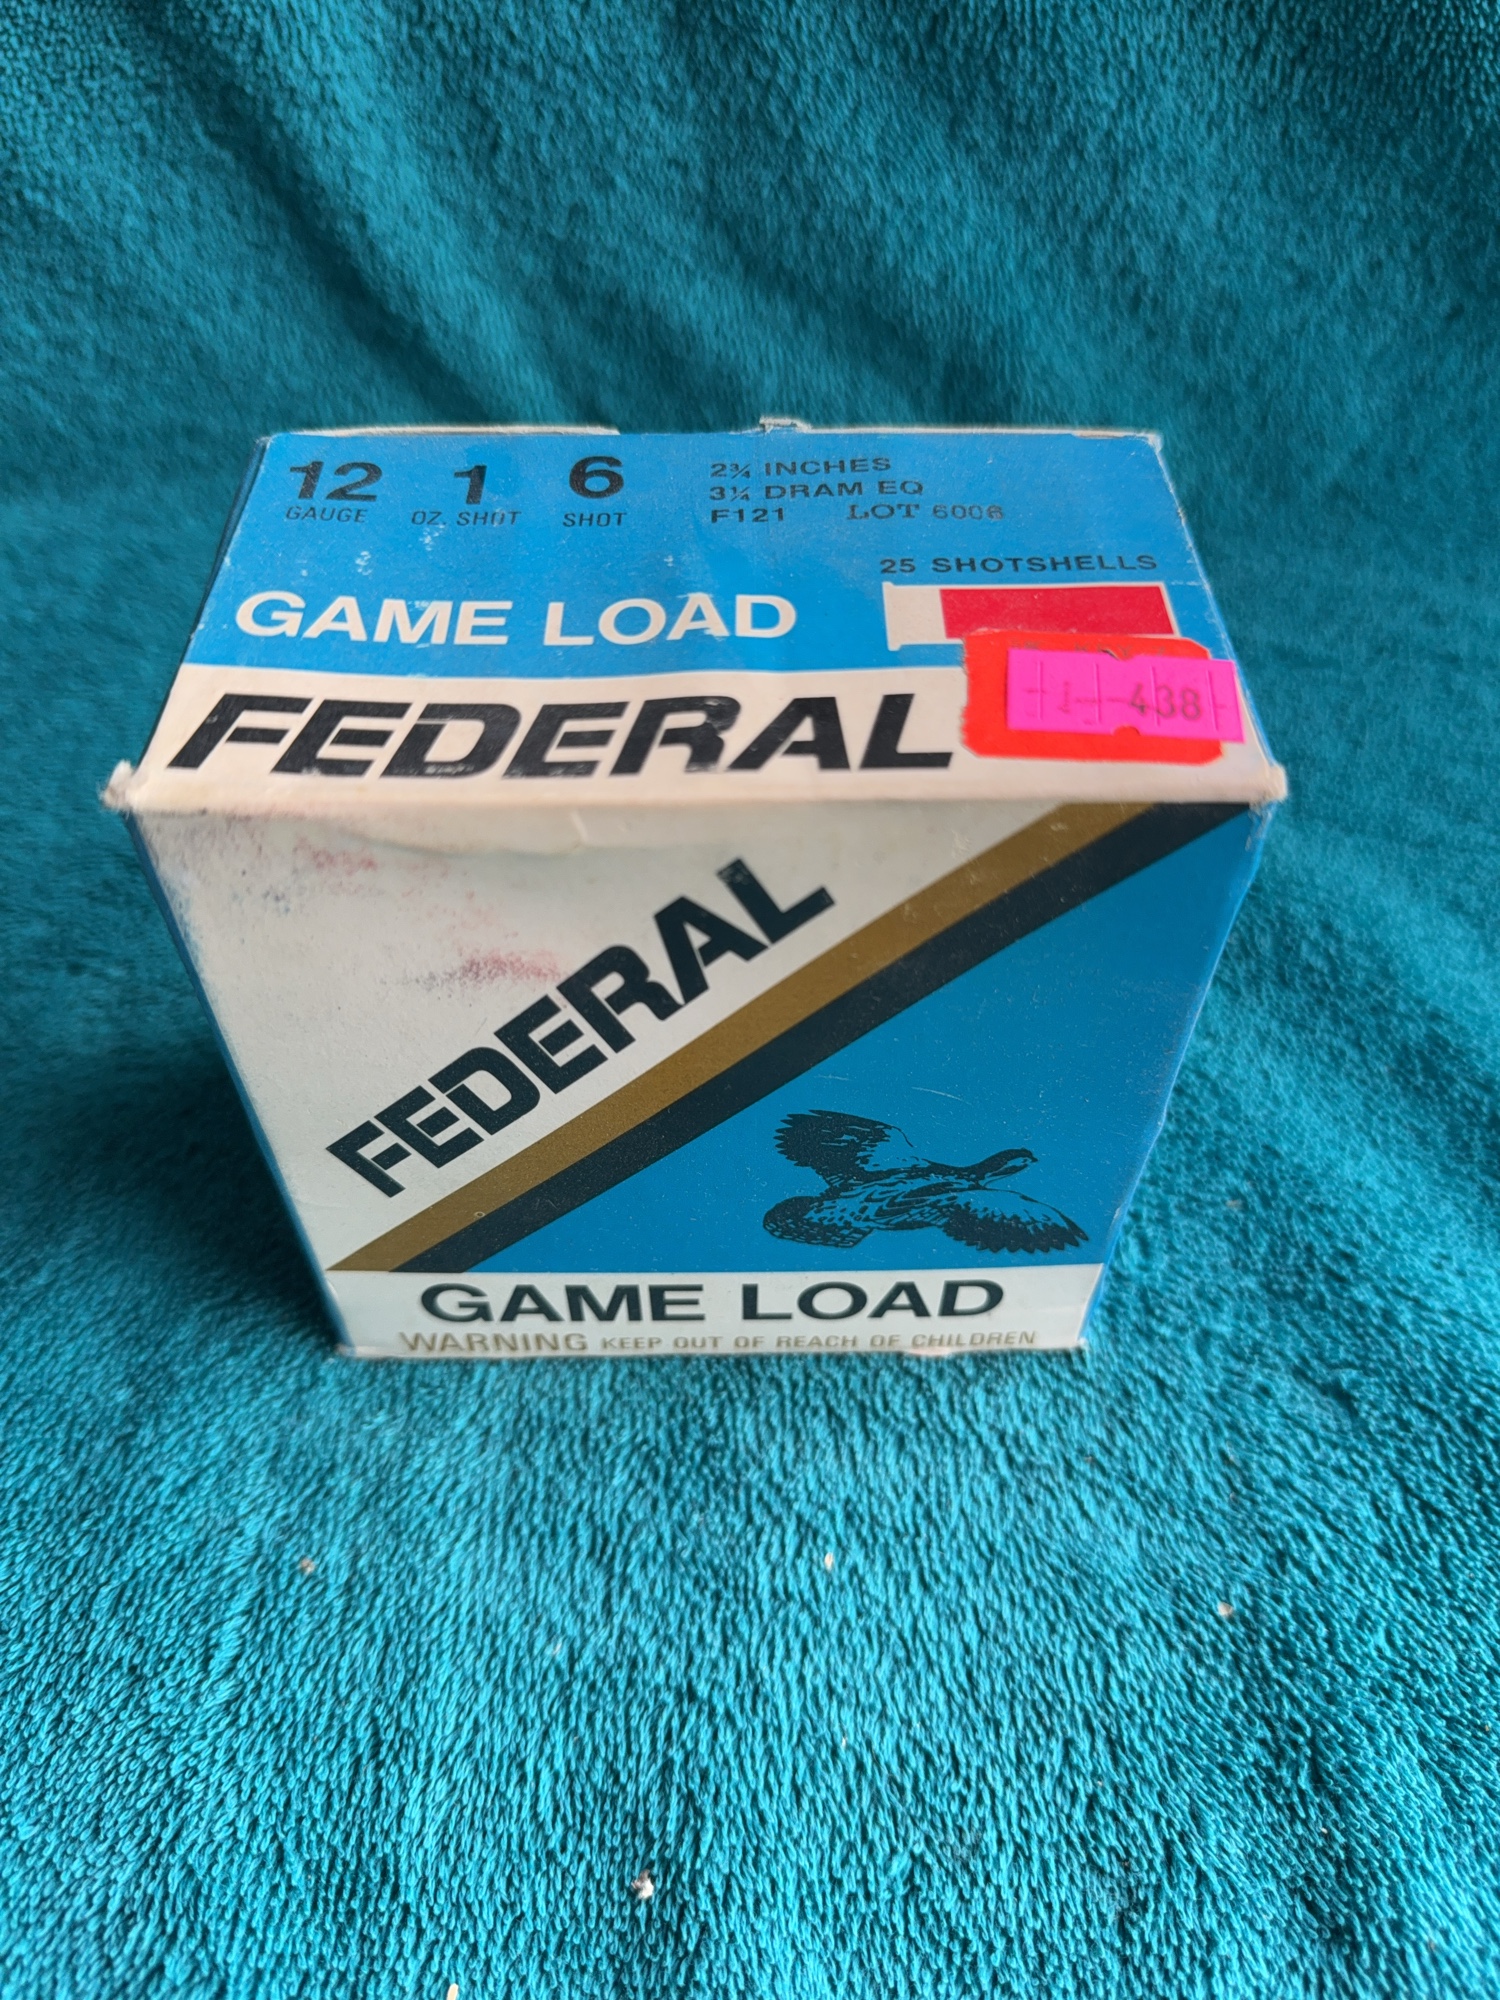 12 1 6
GAUGE OZ. SHOT SHOT
2¾ INCHES
3¼ DRAM EQ
F121 LOT 6006
25 SHOTSHELLS
GAME LOAD
FEDERAL
438
FEDERAL
GAME LOAD
WARNING KEEP OUT OF REACH OF CHILDREN